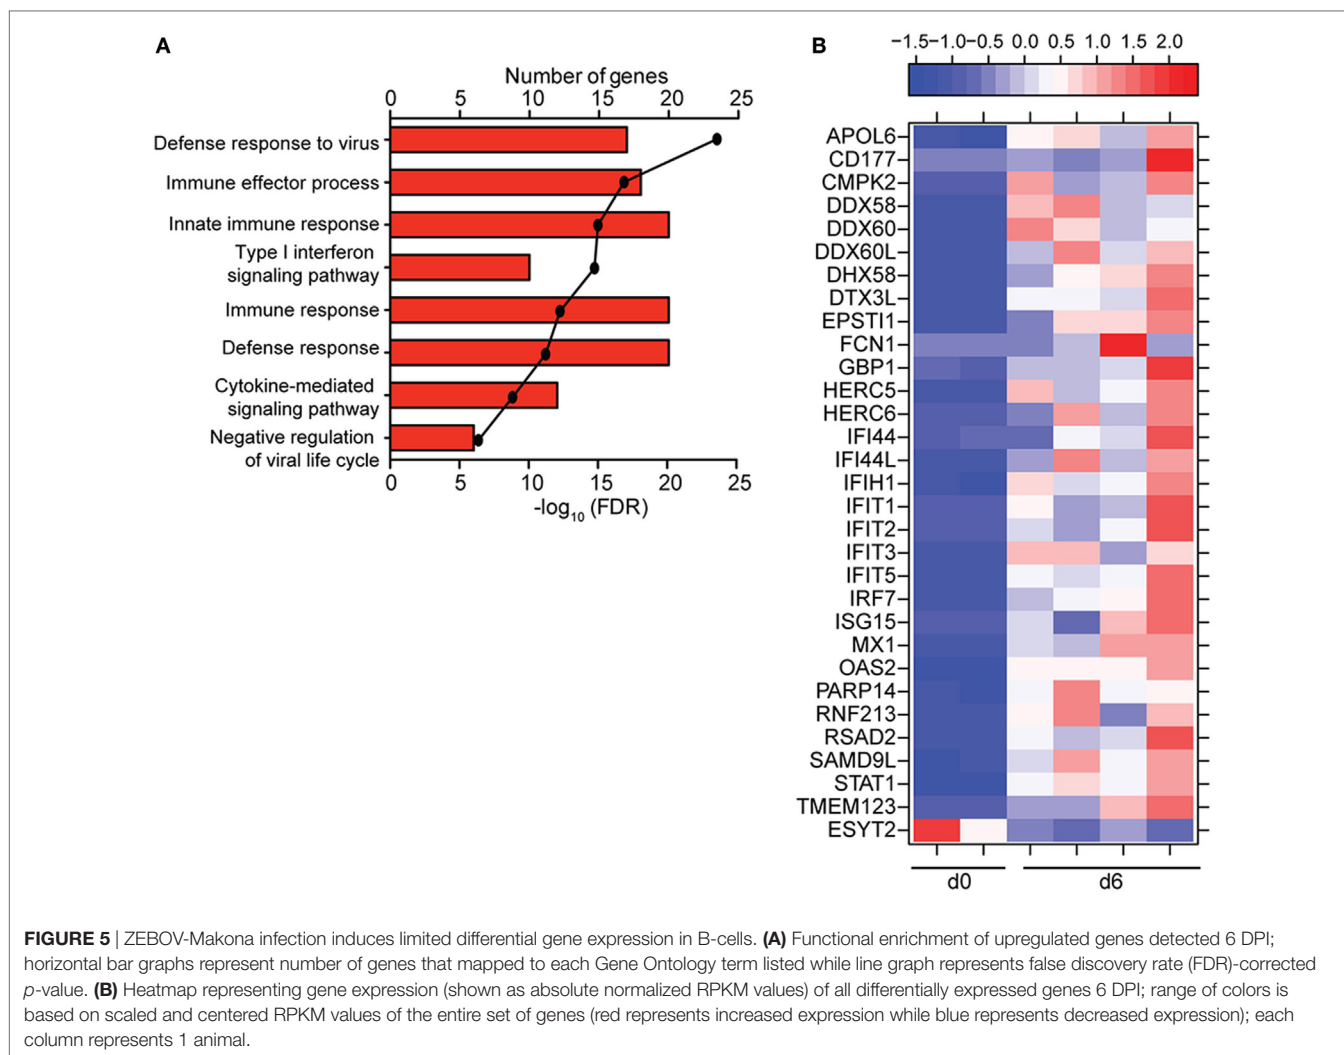 A
Number of genes
0 5 10 15 20 25
Defense response to virus
Immune effector process
Innate immune response
Type I interferon
signaling pathway
Immune response
Defense response
Cytokine-mediated
signaling pathway
Negative regulation
of viral life cycle
0 5 10 15 20 25
-log10 (FDR)
B
−1.5 −1.0 −0.5 0.0 0.5 1.0 1.5 2.0
APOL6
CD177
CMPK2
DDX58
DDX60
DDX60L
DHX58
DTX3L
EPSTI1
FCN1
GBP1
HERC5
HERC6
IFI44
IFI44L
IFIH1
IFIT1
IFIT2
IFIT3
IFIT5
IRF7
ISG15
MX1
OAS2
PARP14
RNF213
RSAD2
SAMD9L
STAT1
TMEM123
ESYT2
d0 d6
FIGURE 5 | ZEBOV-Makona infection induces limited differential gene expression in B-cells. (A) Functional enrichment of upregulated genes detected 6 DPI;
horizontal bar graphs represent number of genes that mapped to each Gene Ontology term listed while line graph represents false discovery rate (FDR)-corrected
p-value. (B) Heatmap representing gene expression (shown as absolute normalized RPKM values) of all differentially expressed genes 6 DPI; range of colors is
based on scaled and centered RPKM values of the entire set of genes (red represents increased expression while blue represents decreased expression); each
column represents 1 animal.